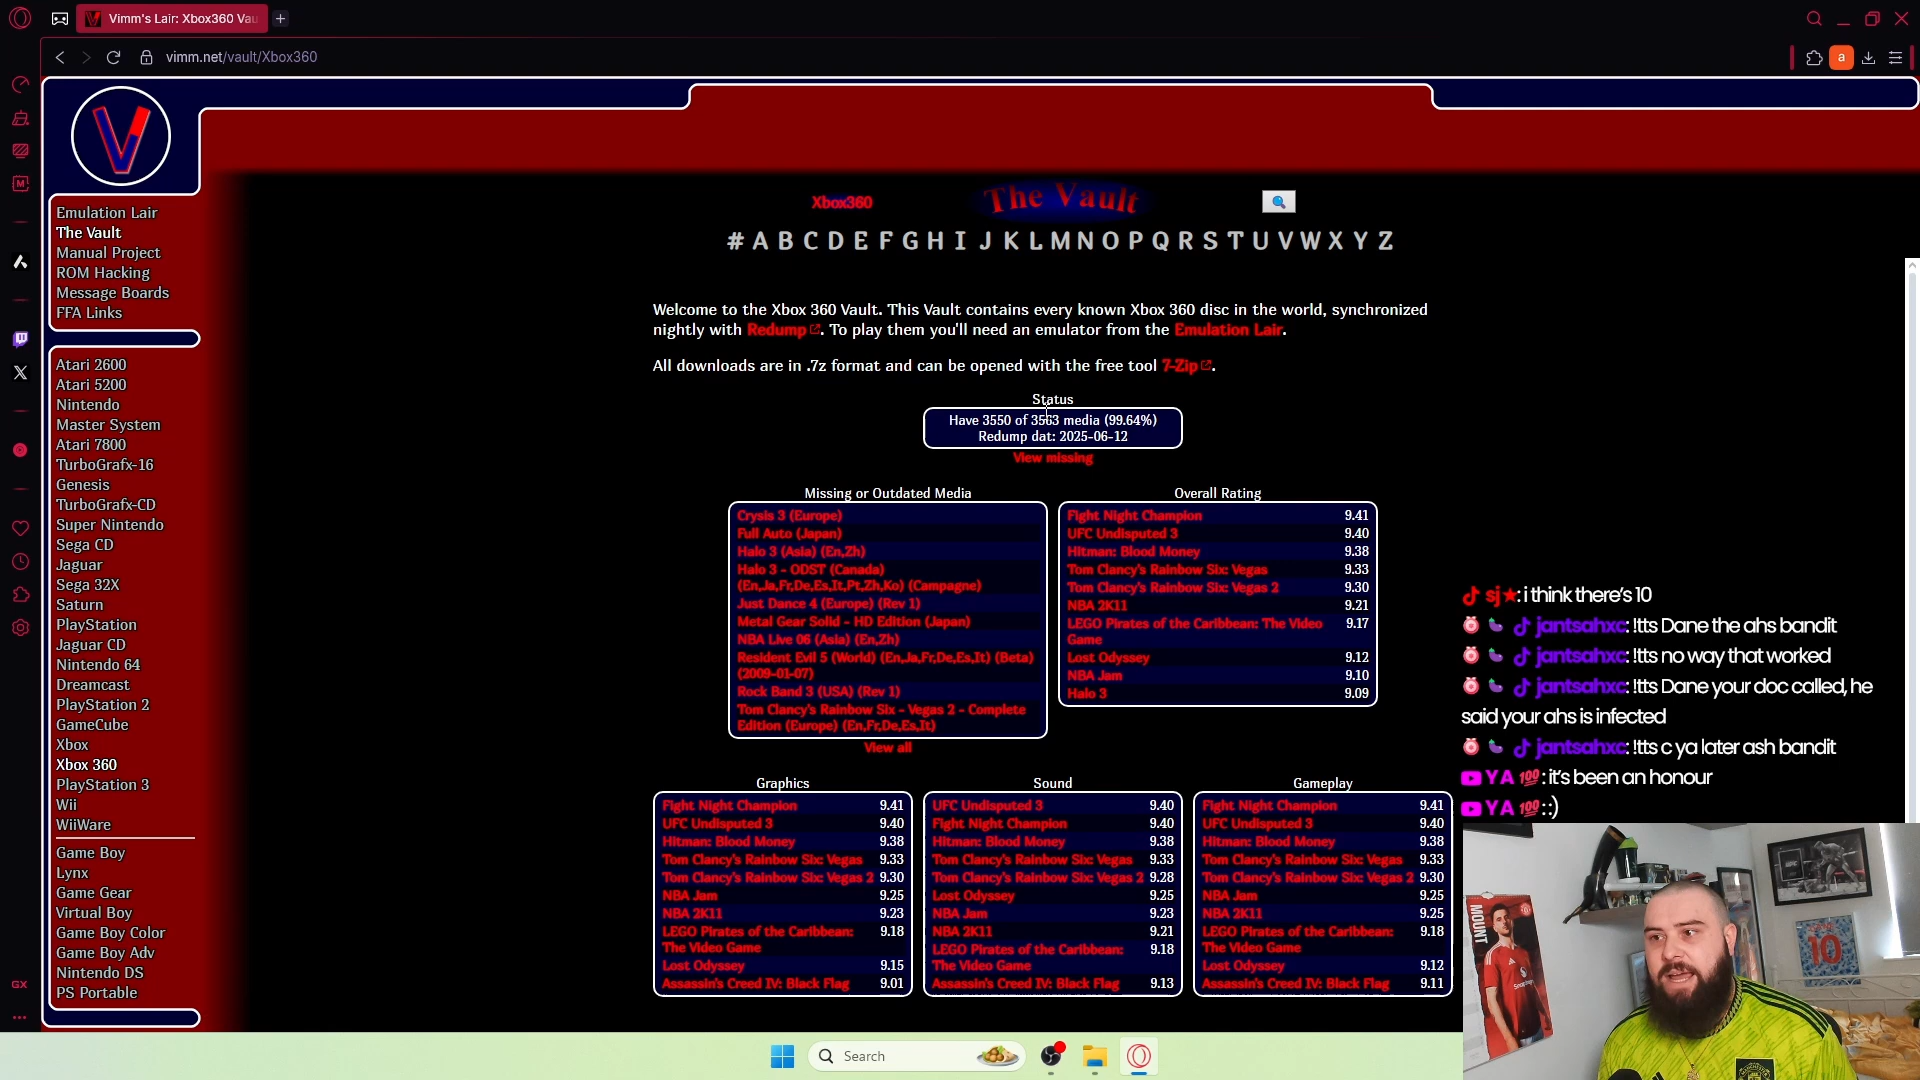 Vimm's Lair: Xbox360 Vau
vimm.net/vault/Xbox360
a
V
Emulation Lair
The Vault
Manual Project
ROM Hacking
Message Boards
FFA Links
Atari 2600
Atari 5200
Nintendo
Master System
Atari 7800
TurboGrafx-16
Genesis
TurboGrafx-CD
Super Nintendo
Sega CD
Jaguar
Sega 32X
Saturn
PlayStation
Jaguar CD
Nintendo 64
Dreamcast
PlayStation 2
GameCube
Xbox
Xbox 360
PlayStation 3
Wii
WiiWare
Game Boy
Lynx
Game Gear
Virtual Boy
Game Boy Color
Game Boy Adv
Nintendo DS
PS Portable
GX
Xbox360
The Vault
# A B C D E F G H I J K L M N O P Q R S T U V W X Y Z
Welcome to the Xbox 360 Vault. This Vault contains every known Xbox 360 disc in the world, synchronized
nightly with Redump. To play them you'll need an emulator from the Emulation Lair.
All downloads are in .7z format and can be opened with the free tool 7-Zip.
Status
Have 3550 of 3563 media (99.64%)
Redump dat: 2025-06-12
View missing
Missing or Outdated Media
Crysis 3 (Europe)
Full Auto (Japan)
Halo 3 (Asia) (En,Zh)
Halo 3 - ODST (Canada)
(En,Ja,Fr,De,Es,It,Pt,Zh,Ko) (Campagne)
Just Dance 4 (Europe) (Rev 1)
Metal Gear Solid - HD Edition (Japan)
NBA Live 06 (Asia) (En,Zh)
Resident Evil 5 (World) (En,Ja,Fr,De,Es,It) (Beta)
(2009-01-07)
Rock Band 3 (USA) (Rev 1)
Tom Clancy's Rainbow Six - Vegas 2 - Complete
Edition (Europe) (En,Fr,De,Es,It)
View all
Overall Rating
Fight Night Champion 9.41
UFC Undisputed 3 9.40
Hitman: Blood Money 9.38
Tom Clancy's Rainbow Six: Vegas 9.33
Tom Clancy's Rainbow Six: Vegas 2 9.30
NBA 2K11 9.21
LEGO Pirates of the Caribbean: The Video 9.17
Game
Lost Odyssey 9.12
NBA Jam 9.10
Halo 3 9.09
Graphics
Fight Night Champion 9.41
UFC Undisputed 3 9.40
Hitman: Blood Money 9.38
Tom Clancy's Rainbow Six: Vegas 9.33
Tom Clancy's Rainbow Six: Vegas 2 9.30
NBA Jam 9.25
NBA 2K11 9.23
LEGO Pirates of the Caribbean: 9.18
The Video Game
Lost Odyssey 9.15
Assassin's Creed IV: Black Flag 9.01
Sound
UFC Undisputed 3 9.40
Fight Night Champion 9.40
Hitman: Blood Money 9.38
Tom Clancy's Rainbow Six: Vegas 9.33
Tom Clancy's Rainbow Six: Vegas 2 9.28
Lost Odyssey 9.25
NBA Jam 9.23
NBA 2K11 9.21
LEGO Pirates of the Caribbean: 9.18
The Video Game
Assassin's Creed IV: Black Flag 9.13
Gameplay
Fight Night Champion 9.41
UFC Undisputed 3 9.40
Hitman: Blood Money 9.38
Tom Clancy's Rainbow Six: Vegas 9.33
Tom Clancy's Rainbow Six: Vegas 2 9.30
NBA Jam 9.25
NBA 2K11 9.25
LEGO Pirates of the Caribbean: 9.18
The Video Game
Lost Odyssey 9.12
Assassin's Creed IV: Black Flag 9.11
sj★: i think there's 10
jantsahxc: !tts Dane the ahs bandit
jantsahxc: !tts no way that worked
jantsahxc: !tts Dane your doc called, he
said your ahs is infected
jantsahxc: !tts c ya later ash bandit
YA 💯: it's been an honour
YA 💯: :)
MOUNT
10
Search